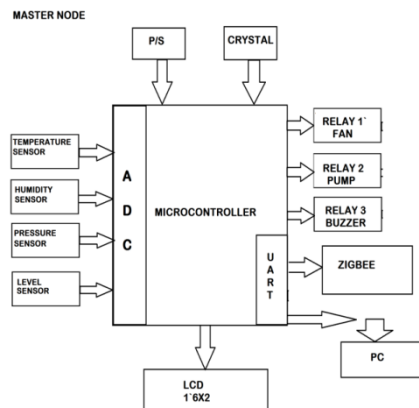 MASTER NODE
P/S
CRYSTAL
TEMPERATURE
SENSOR
HUMIDITY
SENSOR
PRESSURE
SENSOR
LEVEL
SENSOR
A
D
C
MICROCONTROLLER
UART
RELAY 1`
FAN
RELAY 2
PUMP
RELAY 3
BUZZER
ZIGBEE
PC
LCD
1`6X2